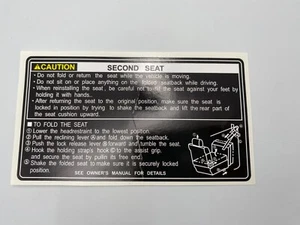 ⚠CAUTION SECOND SEAT
• Do not fold or return the seat while the vehicle is moving.
• Do not sit on or place anything on the folded seatback while driving.
• When reinstalling the seat, be careful not to hit the seat against your feet by
holding it with hands.
• After returning the seat to the original position, make sure the seat is
locked in position by trying to shake the seatback and lift the rear part of
the seat cushion upward.
■ TO FOLD THE SEAT
① Lower the headrestraint to the lowest position.
② Pull the reclining lever Ⓐ and fold down the seatback.
③ Push the lock release lever Ⓑ forward and tumble the seat.
④ Hook the holding strap's hook Ⓒ to the assist grip,
and secure the seat by pullin its free end.
⑤ Shake the folded seat to make sure it is securely locked
position.
SEE OWNER'S MANUAL FOR DETAILS